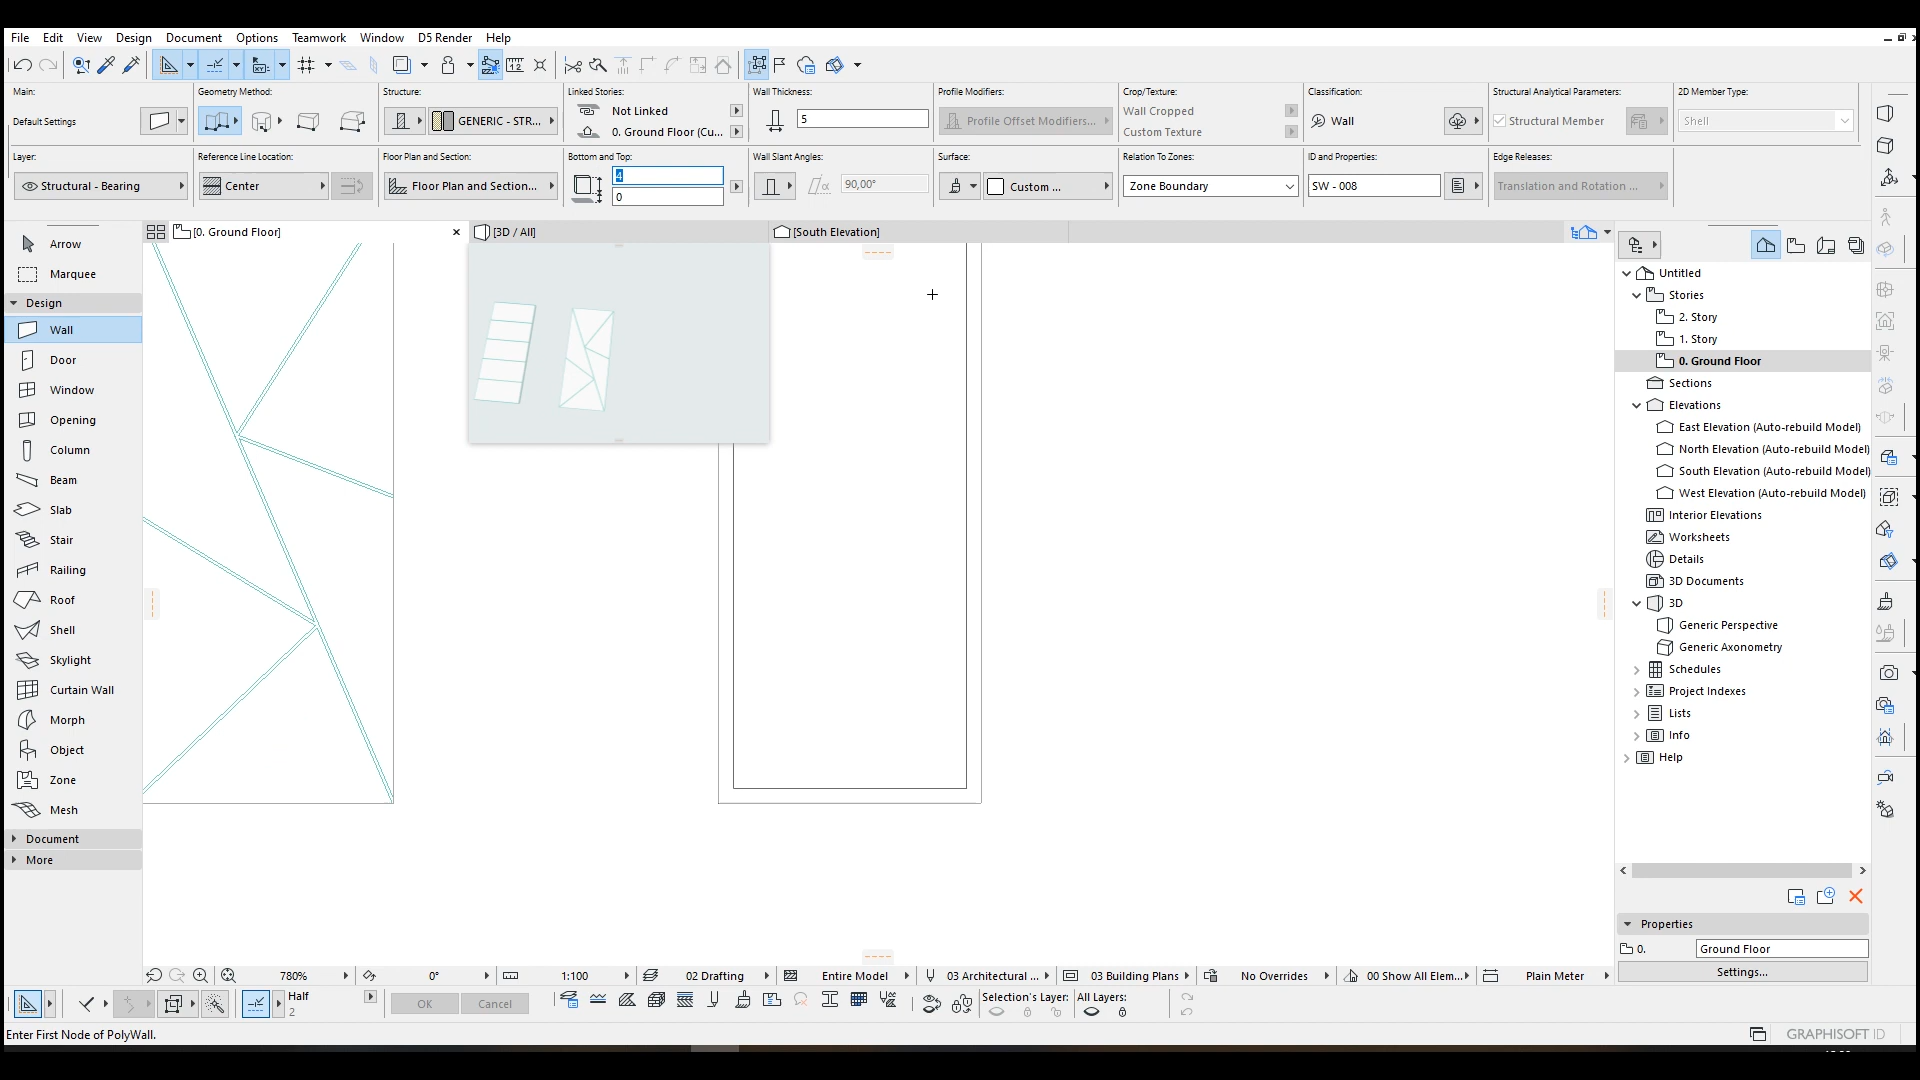 File Edit View Design Document Options Teamwork Window D5 Render Help
Main: Geometry Method: Structure: Linked Stories: Wall Thickness: Profile Modifiers: Crop/Texture: Classification: Structural Analytical Parameters: 2D Member Type:
Default Settings GENERIC - STR... Not Linked 5 Profile Offset Modifiers... Wall Cropped Wall Structural Member Shell
0. Ground Floor (Cu... Custom Texture
Layer: Reference Line Location: Floor Plan and Section: Bottom and Top: Wall Slant Angles: Surface: Relation To Zones: ID and Properties: Edge Releases:
Structural - Bearing Center Floor Plan and Section... 4 90,00° Custom ... Zone Boundary SW - 008 Translation and Rotation ...
0
[0. Ground Floor] [3D / All] [South Elevation]
Arrow
Marquee
Design
Wall
Door
Window
Opening
Column
Beam
Slab
Stair
Railing
Roof
Shell
Skylight
Curtain Wall
Morph
Object
Zone
Mesh
Document
More
Untitled
Stories
2. Story
1. Story
0. Ground Floor
Sections
Elevations
East Elevation (Auto-rebuild Model)
North Elevation (Auto-rebuild Model)
South Elevation (Auto-rebuild Model)
West Elevation (Auto-rebuild Model)
Interior Elevations
Worksheets
Details
3D Documents
3D
Generic Perspective
Generic Axonometry
Schedules
Project Indexes
Lists
Info
Help
Properties
0. Ground Floor
Settings...
780% 0° 1:100 02 Drafting Entire Model 03 Architectural ... 03 Building Plans No Overrides 00 Show All Elem... Plain Meter
Half
2
OK Cancel Selection's Layer: All Layers:
Enter First Node of PolyWall. GRAPHISOFT ID